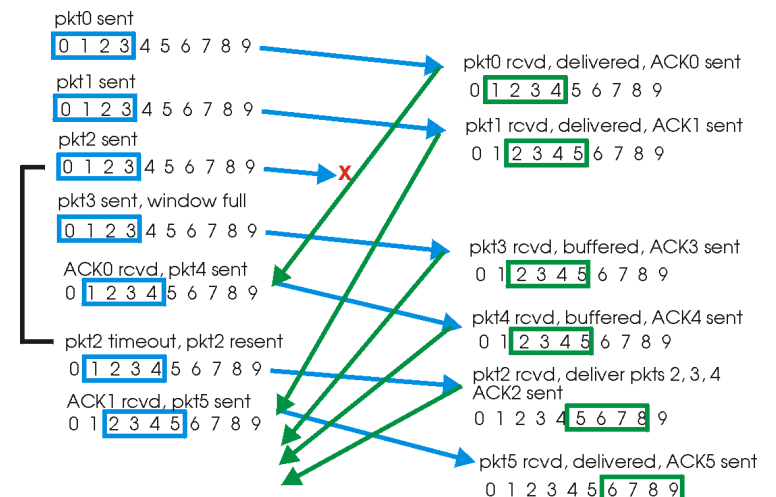 pkt0 sent
0 1 2 3 4 5 6 7 8 9
pkt1 sent
0 1 2 3 4 5 6 7 8 9
pkt2 sent
0 1 2 3 4 5 6 7 8 9
X
pkt3 sent, window full
0 1 2 3 4 5 6 7 8 9
ACK0 rcvd, pkt4 sent
0 1 2 3 4 5 6 7 8 9
pkt2 timeout, pkt2 resent
0 1 2 3 4 5 6 7 8 9
ACK1 rcvd, pkt5 sent
0 1 2 3 4 5 6 7 8 9
pkt0 rcvd, delivered, ACK0 sent
0 1 2 3 4 5 6 7 8 9
pkt1 rcvd, delivered, ACK1 sent
0 1 2 3 4 5 6 7 8 9
pkt3 rcvd, buffered, ACK3 sent
0 1 2 3 4 5 6 7 8 9
pkt4 rcvd, buffered, ACK4 sent
0 1 2 3 4 5 6 7 8 9
pkt2 rcvd, deliver pkts 2, 3, 4
ACK2 sent
0 1 2 3 4 5 6 7 8 9
pkt5 rcvd, delivered, ACK5 sent
0 1 2 3 4 5 6 7 8 9